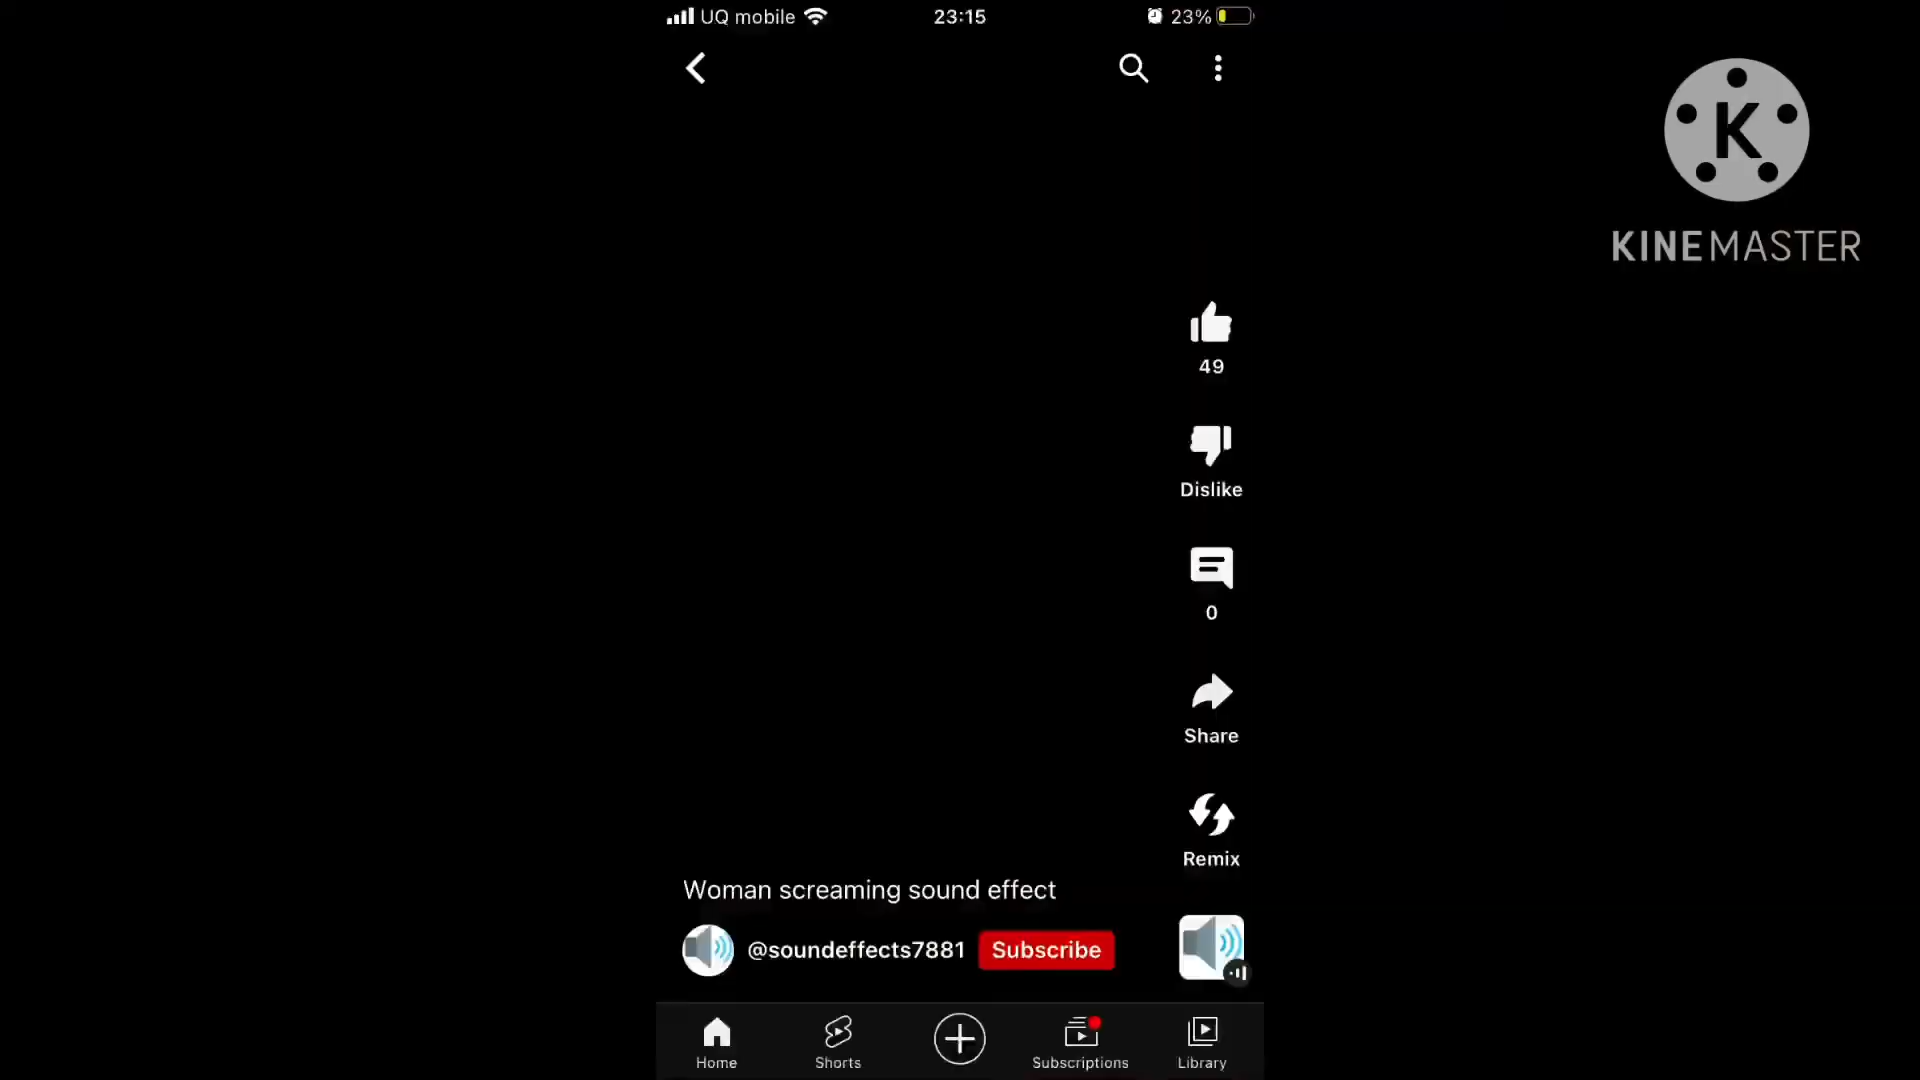 UQ mobile
23:15
23%
K
KINEMASTER
49
Dislike
0
Share
Remix
Woman screaming sound effect
@soundeffects7881
Subscribe
Home
Shorts
Subscriptions
Library